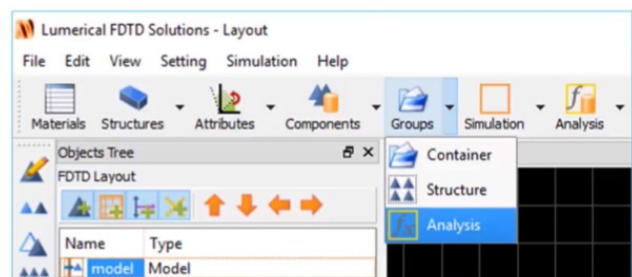 Lumerical FDTD Solutions - Layout
File Edit View Setting Simulation Help
Materials Structures Attributes Components Groups Simulation Analysis
Objects Tree
FDTD Layout
Container
Structure
Analysis
Name Type
model Model